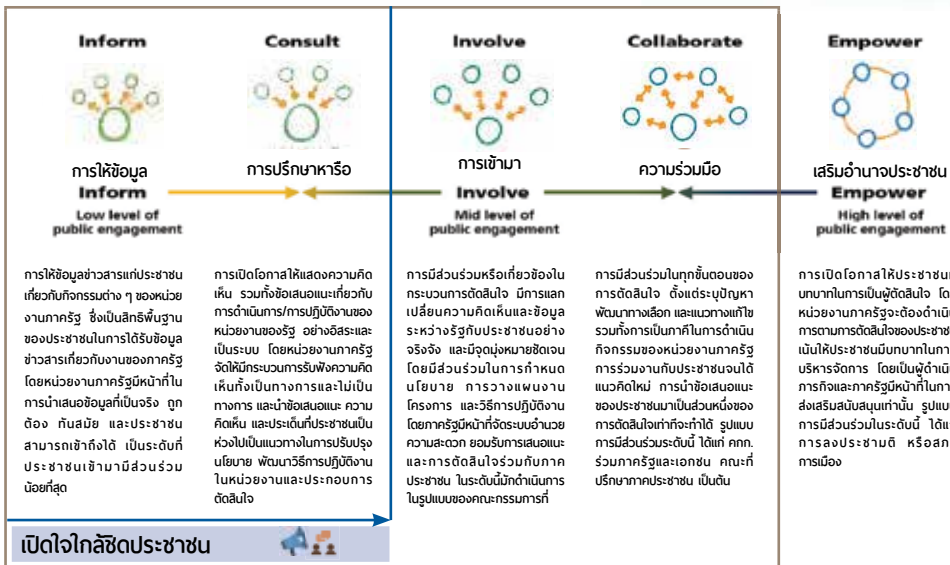 Inform
การให้ข้อมูล
Inform
Low level of
public engagement
การให้ข้อมูลข่าวสารแก่ประชาชน
เกี่ยวกับกิจกรรมต่าง ๆ ของหน่วย
งานภาครัฐ ซึ่งเป็นสิทธิพื้นฐาน
ของประชาชนในการได้รับข้อมูล
ข่าวสารเกี่ยวกับงานของภาครัฐ
โดยหน่วยงานภาครัฐมีหน้าที่ใน
การนำเสนอข้อมูลที่เป็นจริง ถูก
ต้อง ทันสมัย และประชาชน
สามารถเข้าถึงได้ เป็นระดับที่
ประชาชนเข้ามามีส่วนร่วม
น้อยที่สุด
Consult
การปรึกษาหารือ
การเปิดโอกาสให้แสดงความคิด
เห็น รวมทั้งข้อเสนอแนะเกี่ยวกับ
การดำเนินการ/การปฏิบัติงานของ
หน่วยงานของรัฐ อย่างอิสระและ
เป็นระบบ โดยหน่วยงานภาครัฐ
จัดให้มีกระบวนการรับฟังความคิด
เห็นทั้งเป็นทางการและไม่เป็น
ทางการ และนำข้อเสนอแนะ ความ
คิดเห็น และประเด็นที่ประชาชนเป็น
ห่วงไปเป็นแนวทางในการปรับปรุง
นโยบาย พัฒนาวิธีการปฏิบัติงาน
ในหน่วยงานและประกอบการ
ตัดสินใจ
Involve
การเข้ามา
Involve
Mid level of
public engagement
การมีส่วนร่วมหรือเกี่ยวข้องใน
กระบวนการตัดสินใจ มีการแลก
เปลี่ยนความคิดเห็นและข้อมูล
ระหว่างรัฐกับประชาชนอย่าง
จริงจัง และมีจุดมุ่งหมายชัดเจน
โดยมีส่วนร่วมในการกำหนด
นโยบาย การวางแผนงาน
โครงการ และวิธีการปฏิบัติงาน
โดยภาครัฐมีหน้าที่จัดระบบอำนวย
ความสะดวก ยอมรับการเสนอแนะ
และการตัดสินใจร่วมกับภาค
ประชาชน ในระดับนี้มักดำเนินการ
ในรูปแบบของคณะกรรมการที่
Collaborate
ความร่วมมือ
การมีส่วนร่วมในทุกขั้นตอนของ
การตัดสินใจ ตั้งแต่ระบุปัญหา
พัฒนาทางเลือก และแนวทางแก้ไข
รวมทั้งการเป็นภาคีในการดำเนิน
กิจกรรมของหน่วยงานภาครัฐ
การร่วมงานกับประชาชนจนได้
แนวคิดใหม่ การนำข้อเสนอแนะ
ของประชาชนมาเป็นส่วนหนึ่งของ
การตัดสินใจเท่าที่จะทำได้ รูปแบบ
การมีส่วนร่วมระดับนี้ ได้แก่ คกก.
ร่วมภาครัฐและเอกชน คณะที่
ปรึกษาภาคประชาชน เป็นต้น
Empower
เสริมอำนาจประชาชน
Empower
High level of
public engagement
การเปิดโอกาสให้ประชาชน
บทบาทในการเป็นผู้ตัดสินใจ
หน่วยงานภาครัฐจะต้อง
การตามการตัดสินใจของ
เน้นให้ประชาชนมีบทบาท
บริหารจัดการ
ภารกิจและภาครัฐมีหน้าที่
ส่งเสริมสนับสนุนเท่านั้น
การมีส่วนร่วมในระดับนี้
การลงประชามติ หรือ
การเมือง
เปิดใจใกล้ชิดประชาชน